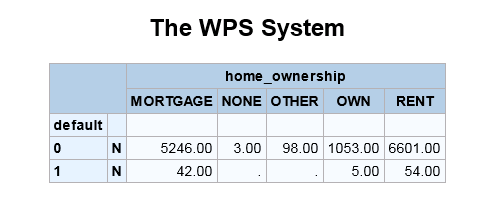 The WPS System
home_ownership
MORTGAGE NONE OTHER OWN RENT
default
0 N 5246.00 3.00 98.00 1053.00 6601.00
1 N 42.00 . . 5.00 54.00